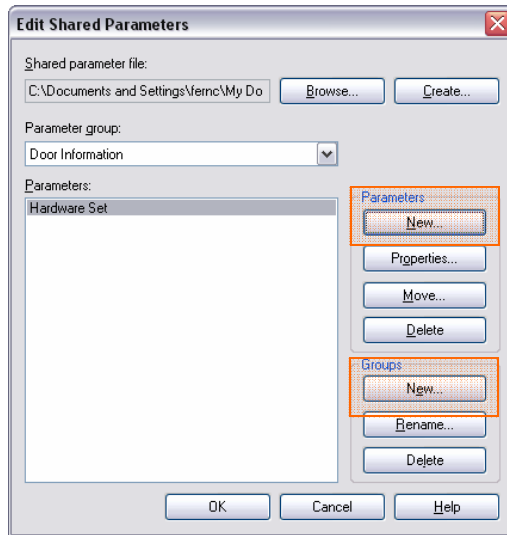 Edit Shared Parameters
Shared parameter file:
C:\Documents and Settings\fernc\My Do
Browse...
Create...
Parameter group:
Door Information
Parameters:
Hardware Set
Parameters
New...
Properties...
Move...
Delete
Groups
New...
Rename...
Delete
OK
Cancel
Help